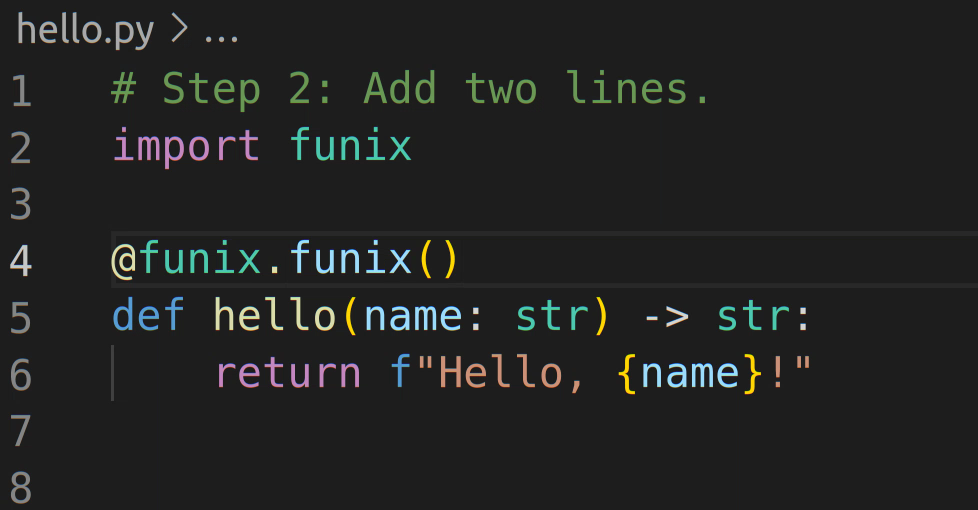 hello.py > ...
1 # Step 2: Add two lines.
2 import funix
3
4 @funix.funix()
5 def hello(name: str) -> str:
6     return f"Hello, {name}!"
7
8